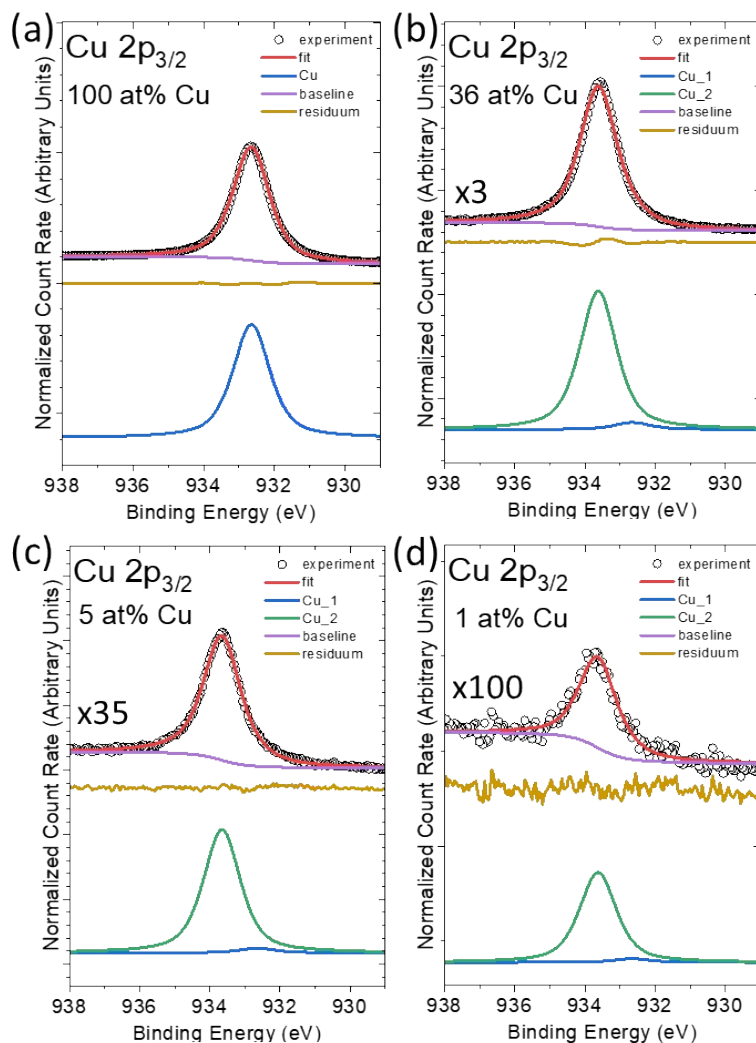 (a)
Cu 2p3/2
100 at% Cu
experiment
fit
Cu
baseline
residuum
Normalized Count Rate (Arbitrary Units)
938 936 934 932 930
Binding Energy (eV)
(b)
Cu 2p3/2
36 at% Cu
x3
experiment
fit
Cu_1
Cu_2
baseline
residuum
Normalized Count Rate (Arbitrary Units)
938 936 934 932 930
Binding Energy (eV)
(c)
Cu 2p3/2
5 at% Cu
x35
experiment
fit
Cu_1
Cu_2
baseline
residuum
Normalized Count Rate (Arbitrary Units)
938 936 934 932 930
Binding Energy (eV)
(d)
Cu 2p3/2
1 at% Cu
x100
experiment
fit
Cu_1
Cu_2
baseline
residuum
Normalized Count Rate (Arbitrary Units)
938 936 934 932 930
Binding Energy (eV)